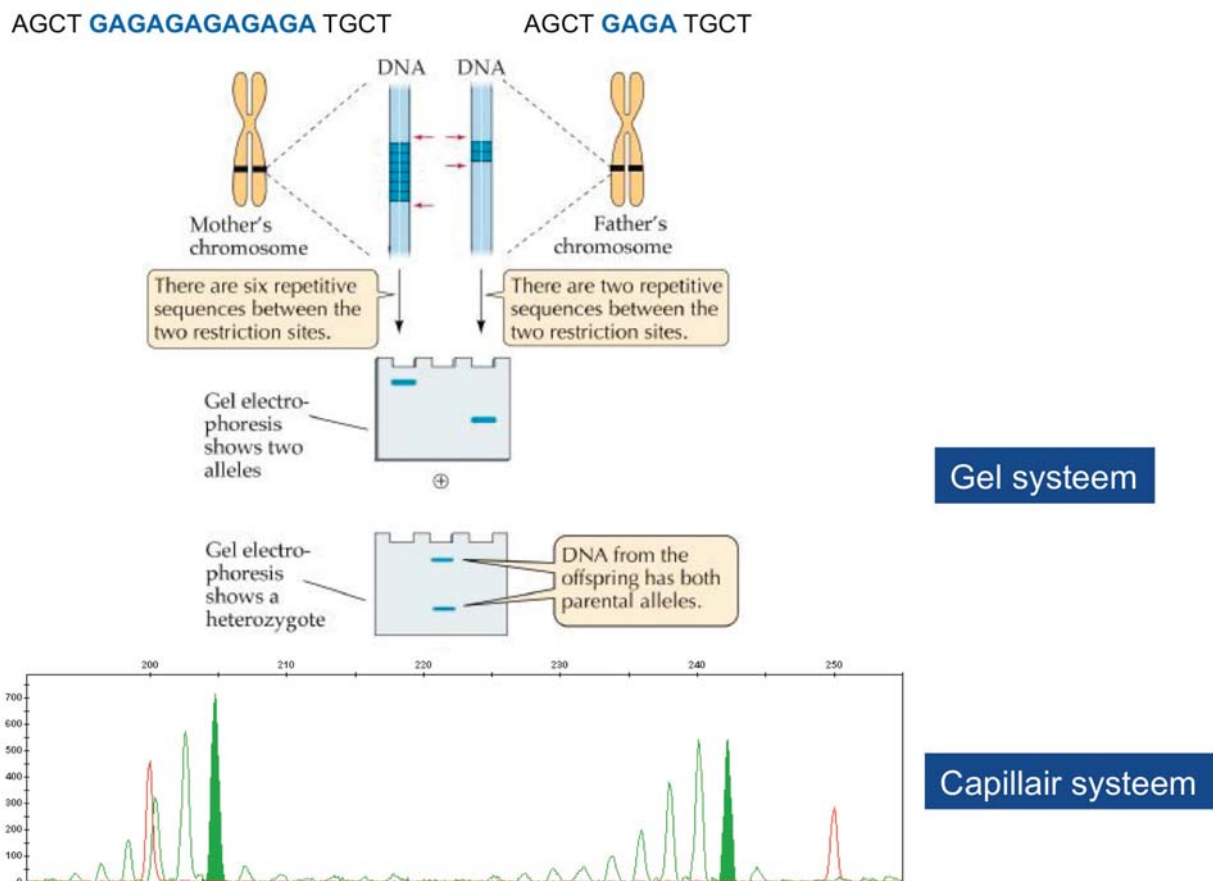 AGCT GAGAGAGAGAGA TGCT
AGCT GAGA TGCT
DNA
DNA
Mother's
chromosome
Father's
chromosome
There are six repetitive
sequences between the
two restriction sites.
There are two repetitive
sequences between the
two restriction sites.
Gel electro-
phoresis
shows two
alleles
+
Gel systeem
Gel electro-
phoresis
shows a
heterozygote
DNA from the
offspring has both
parental alleles.
200 210 220 230 240 250
700
600
500
400
300
200
100
0
Capillair systeem